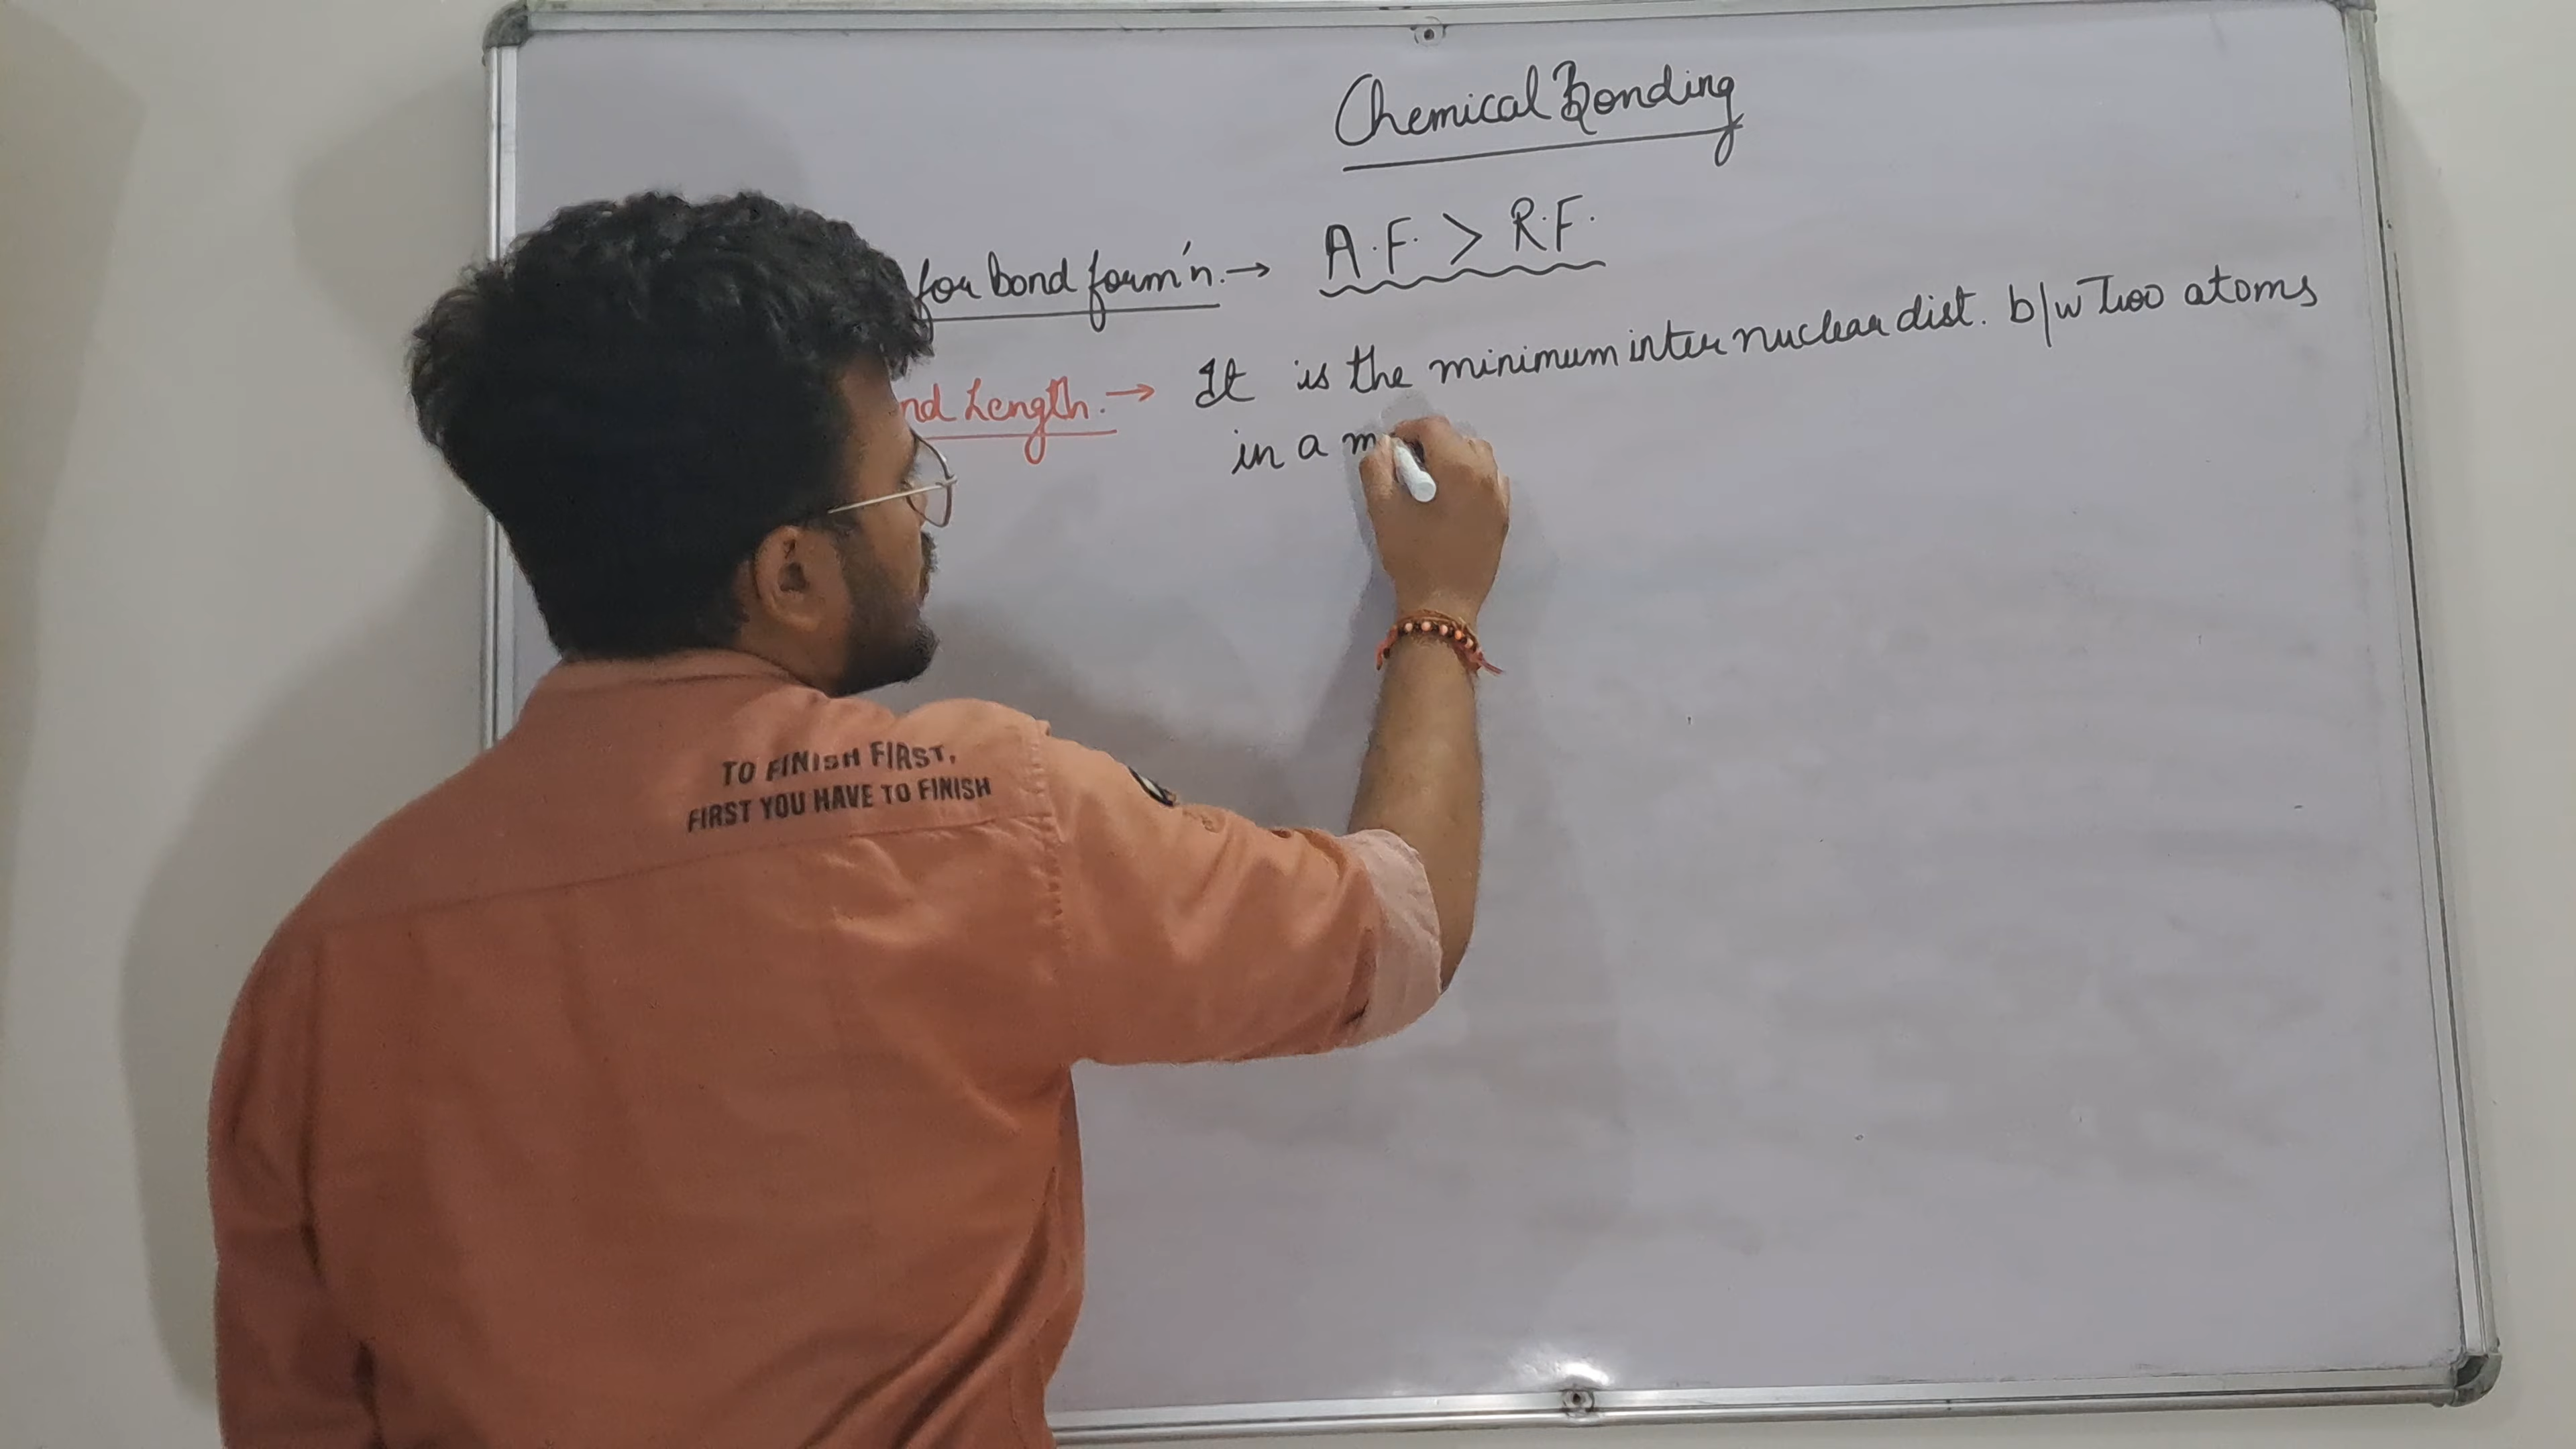 Chemical Bonding
for bond form'n. → A.F. > R.F.
nd Length. → It is the minimum inter nuclear dist. b/w Two atoms
in a m
TO FINISH FIRST,
FIRST YOU HAVE TO FINISH